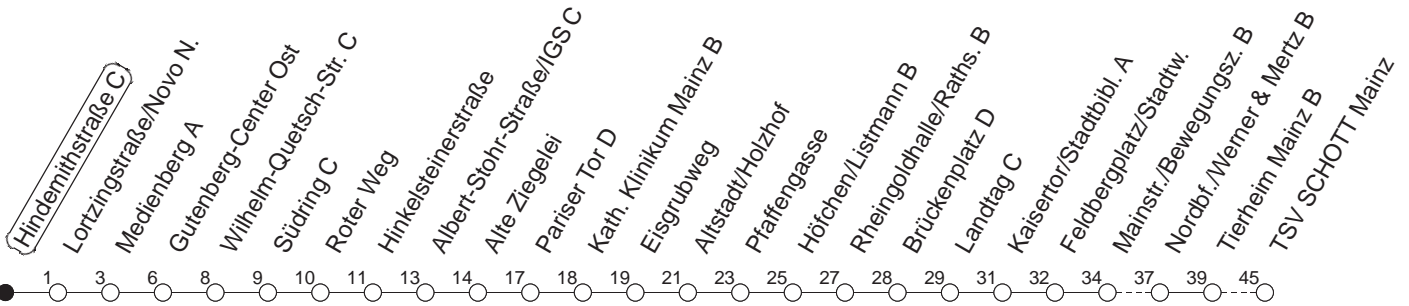 Hindemithstraße C
Lortzingstraße/Novo N.
Medienberg A
Gutenberg-Center Ost
Wilhelm-Quetsch-Str. C
Südring C
Roter Weg
Hinkelsteinerstraße
Albert-Stohr-Straße/IGS C
Alte Ziegelei
Pariser Tor D
Kath. Klinikum Mainz B
Eisgrubweg
Altstadt/Holzhof
Pfaffengasse
Höfchen/Listmann B
Rheingoldhalle/Raths. B
Brückenplatz D
Landtag C
Kaisertor/Stadtbibl. A
Feldbergplatz/Stadtw.
Mainstr./Bewegungsz. B
Nordbf./Werner & Mertz B
Tierheim Mainz B
TSV SCHOTT Mainz
1 3 6 8 9 10 11 13 14 17 18 19 21 23 25 27 28 29 31 32 34 37 39 45